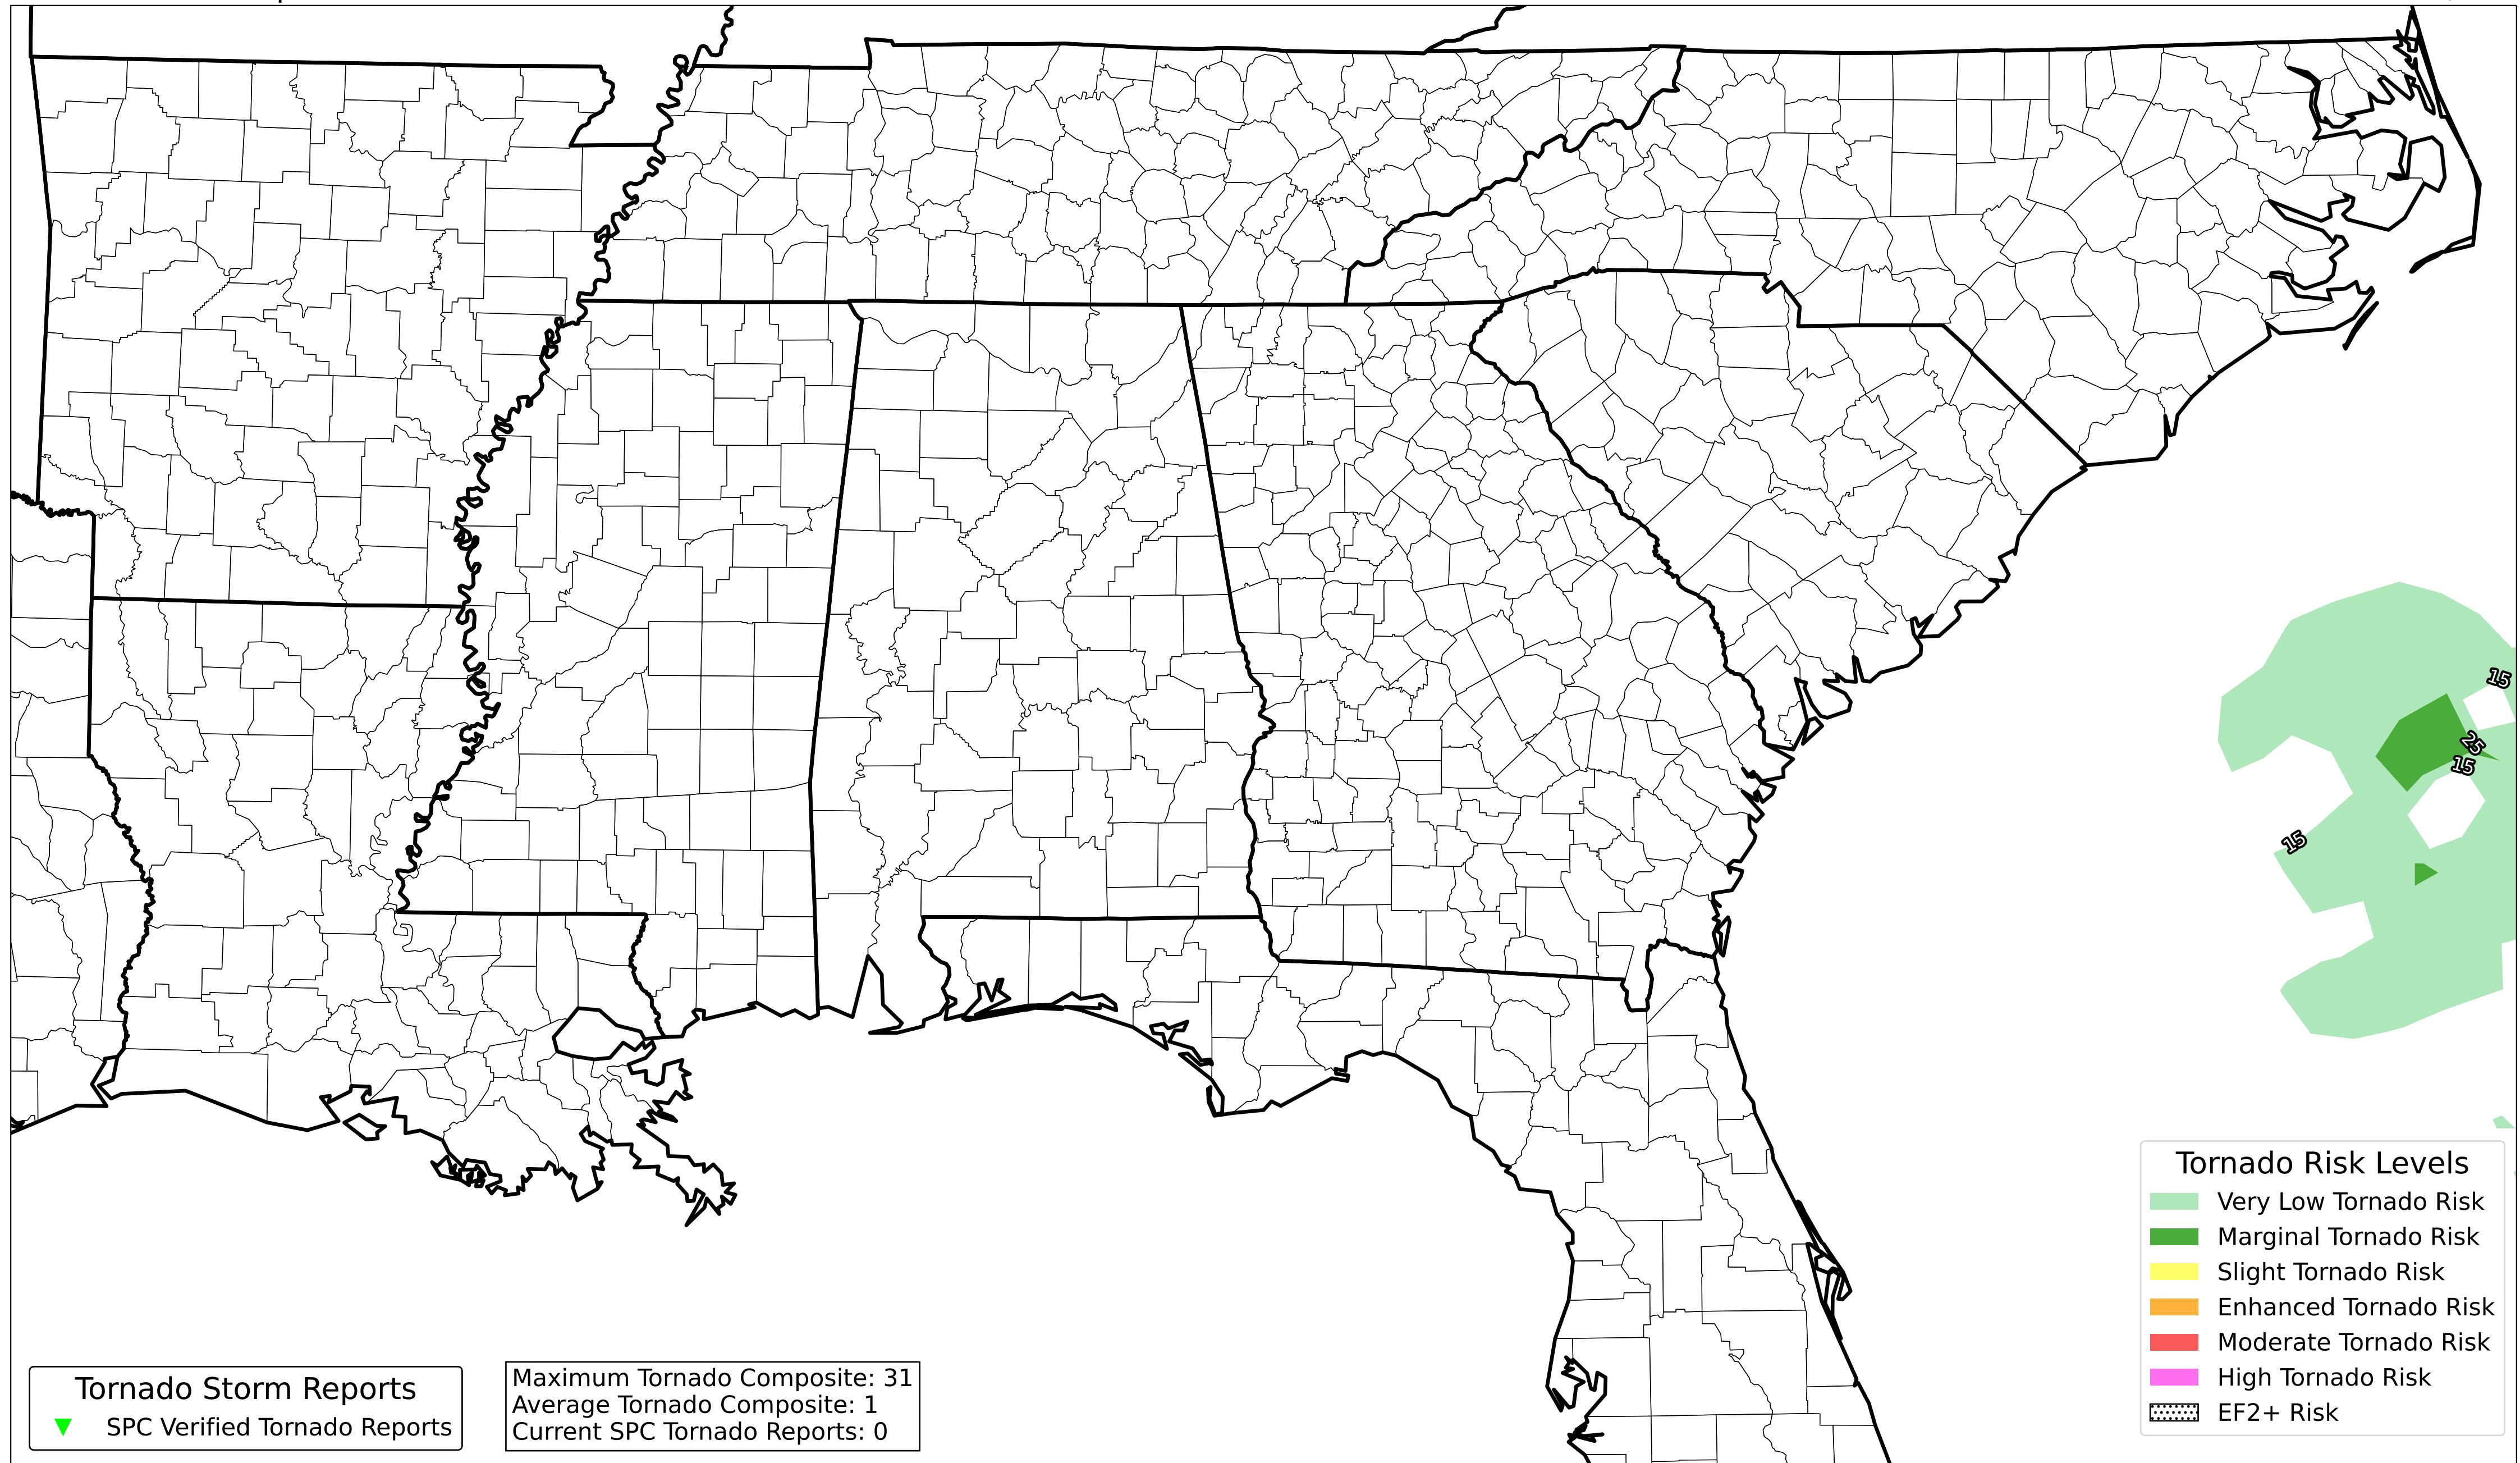 15
25
15
15
Tornado Risk Levels
Very Low Tornado Risk
Marginal Tornado Risk
Slight Tornado Risk
Enhanced Tornado Risk
Moderate Tornado Risk
High Tornado Risk
EF2+ Risk
Tornado Storm Reports
SPC Verified Tornado Reports
Maximum Tornado Composite: 31
Average Tornado Composite: 1
Current SPC Tornado Reports: 0